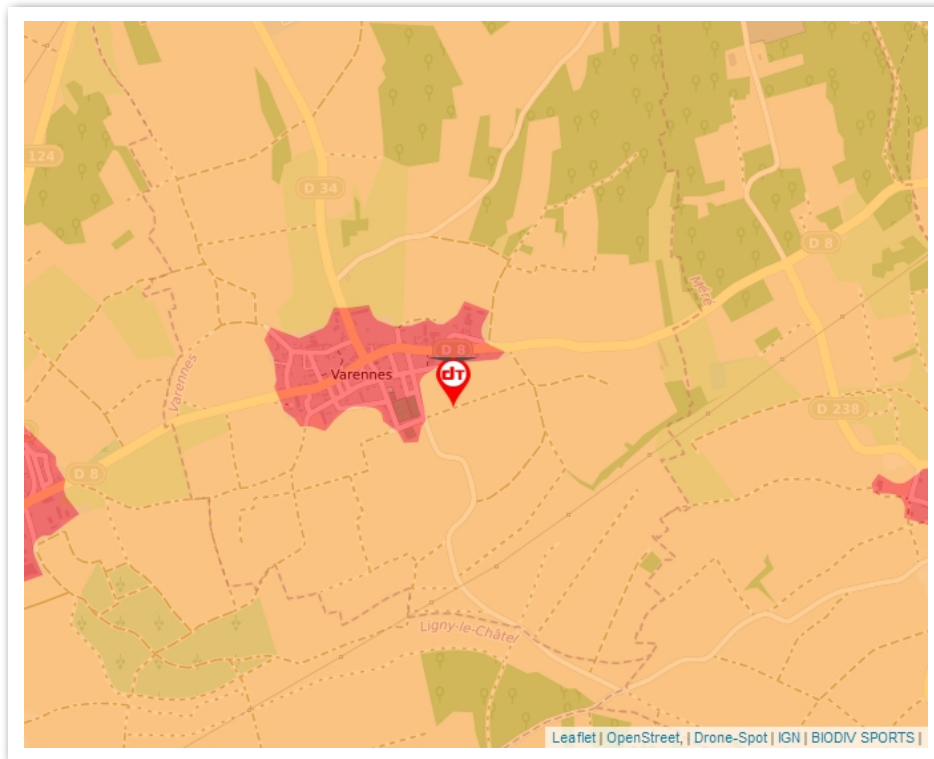 124
D 34
D 8
Méré
D 8
Varennes
Varennes
dT
D 238
D 8
Ligny-le-Châtel
Leaflet | OpenStreet, | Drone-Spot | IGN | BIODIV SPORTS |